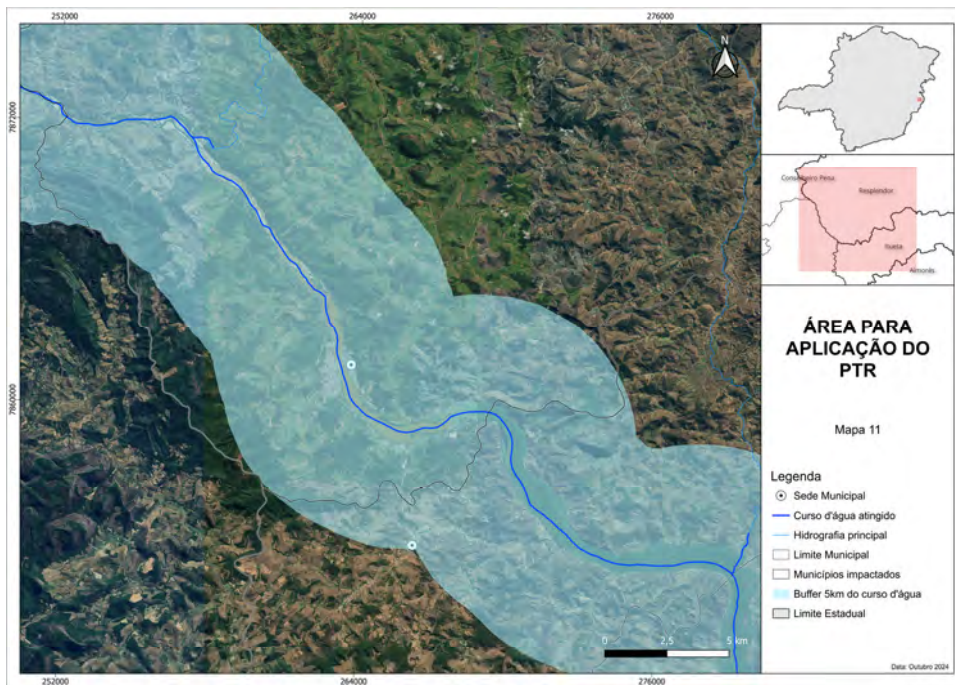 252000
264000
276000
7872000
7860000
N
0
2,5
5 km
252000
264000
276000
Conselheiro Pena
Resplendor
Itueta
Aimorés
ÁREA PARA
APLICAÇÃO DO
PTR
Mapa 11
Legenda
Sede Municipal
Curso d'água atingido
Hidrografia principal
Limite Municipal
Municípios impactados
Buffer 5km do curso d'água
Limite Estadual
Data: Outubro 2024